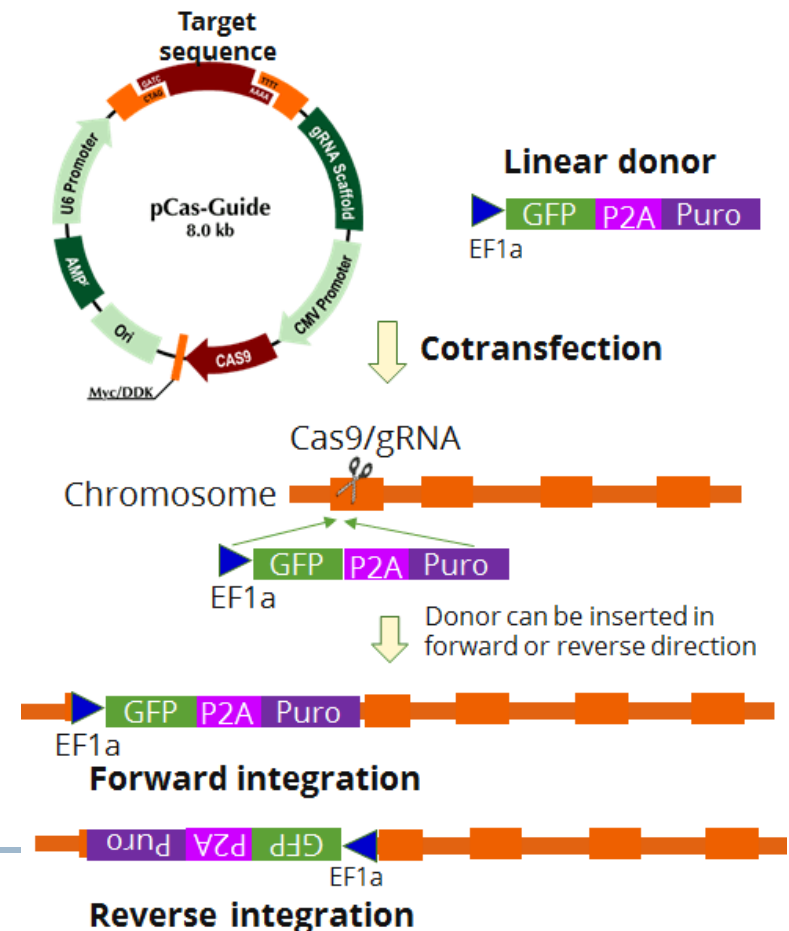 Target
sequence
GATC
CTAG
TTTT
AAAA
U6 Promoter
gRNA Scaffold
pCas-Guide
8.0 kb
AMPr
CMV Promoter
Ori
CAS9
Myc/DDK
Linear donor
GFP P2A Puro
EF1a
Cotransfection
Cas9/gRNA
Chromosome
GFP P2A Puro
EF1a
Donor can be inserted in
forward or reverse direction
GFP P2A Puro
EF1a
Forward integration
Puro P2A GFP
EF1a
Reverse integration